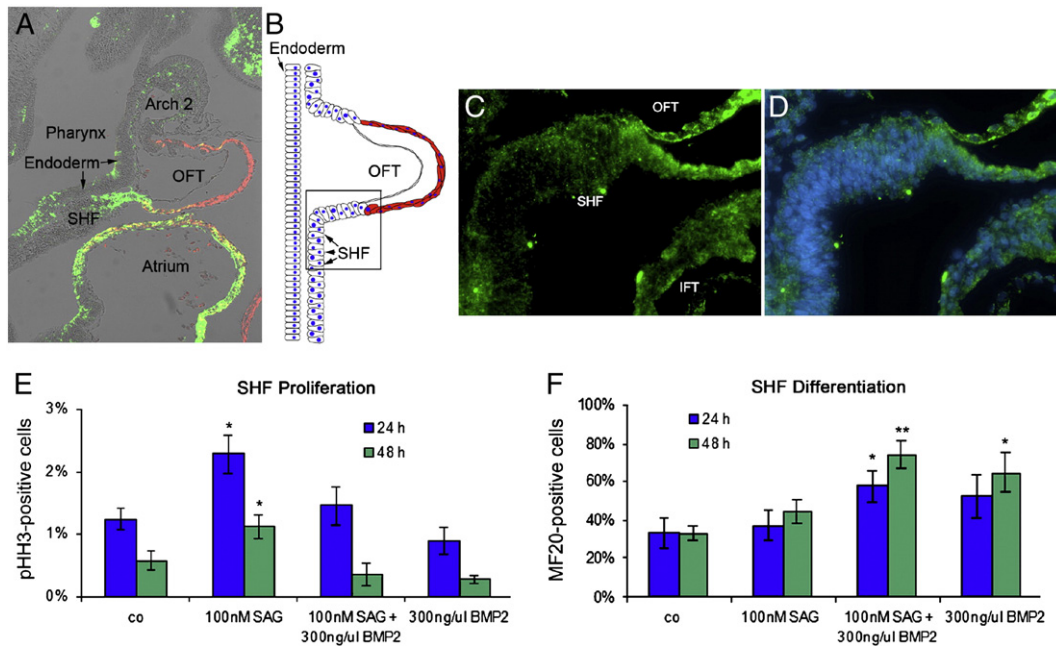 A
Arch 2
Pharynx
Endoderm
OFT
SHF
Atrium
B
Endoderm
OFT
SHF
C
OFT
SHF
IFT
D
E
SHF Proliferation
pHH3-positive cells
3%
2%
1%
0%
24 h
48 h
*
*
co
100nM SAG
100nM SAG +
300ng/ul BMP2
300ng/ul BMP2
F
SHF Differentiation
MF20-positive cells
100%
80%
60%
40%
20%
0%
24 h
48 h
*
**
*
co
100nM SAG
100nM SAG +
300ng/ul BMP2
300ng/ul BMP2